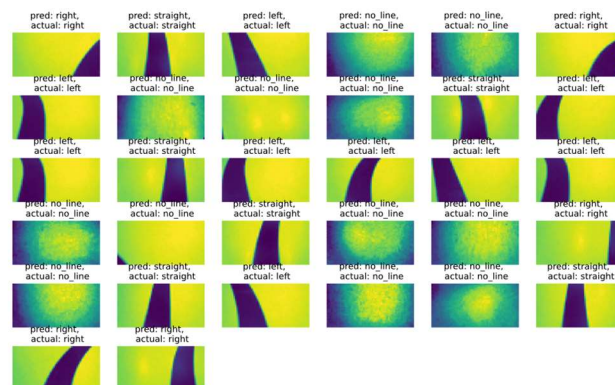 pred: right,
actual: right
pred: straight,
actual: straight
pred: left,
actual: left
pred: no_line,
actual: no_line
pred: no_line,
actual: no_line
pred: right,
actual: right
pred: left,
actual: left
pred: no_line,
actual: no_line
pred: no_line,
actual: no_line
pred: no_line,
actual: no_line
pred: straight,
actual: straight
pred: left,
actual: left
pred: left,
actual: left
pred: straight,
actual: straight
pred: left,
actual: left
pred: left,
actual: left
pred: left,
actual: left
pred: left,
actual: left
pred: no_line,
actual: no_line
pred: no_line,
actual: no_line
pred: straight,
actual: straight
pred: no_line,
actual: no_line
pred: no_line,
actual: no_line
pred: right,
actual: right
pred: no_line,
actual: no_line
pred: straight,
actual: straight
pred: left,
actual: left
pred: no_line,
actual: no_line
pred: no_line,
actual: no_line
pred: straight,
actual: straight
pred: right,
actual: right
pred: right,
actual: right